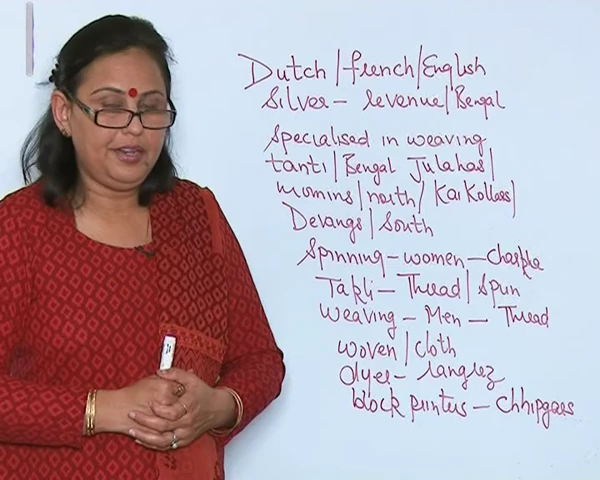 Dutch/french/English
Silver - revenue/Bengal
Specialised in weaving
tanti/Bengal Julahas/
momins/north/Kaikollars/
Devangs/South
Spinning - women - Charkha
Takli - Thread/Spun
weaving - Men - Thread
woven/cloth
dyer - rangrez
block printers - Chhipgars